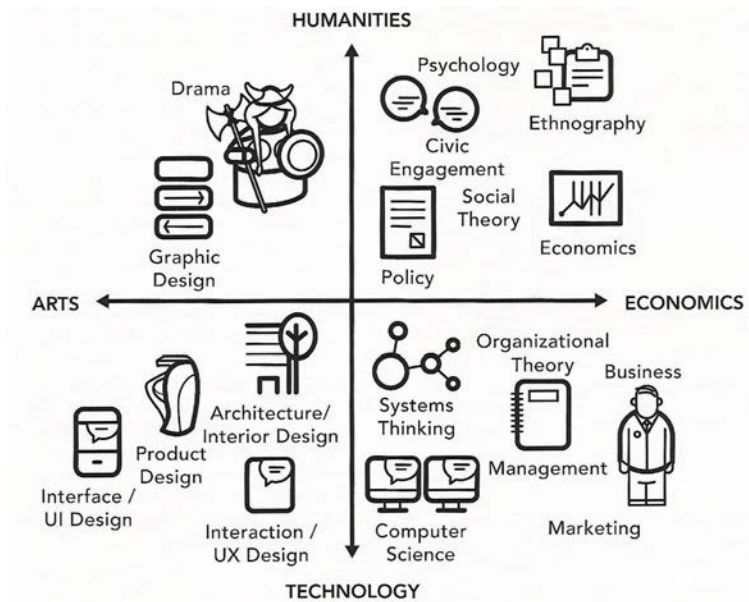 HUMANITIES
Drama
Psychology
Ethnography
Civic
Engagement
Social
Theory
Graphic
Design
Policy
Economics
ARTS
ECONOMICS
Architecture/
Interior Design
Product
Design
Interface /
UI Design
Interaction /
UX Design
Systems
Thinking
Organizational
Theory
Business
Management
Computer
Science
Marketing
TECHNOLOGY